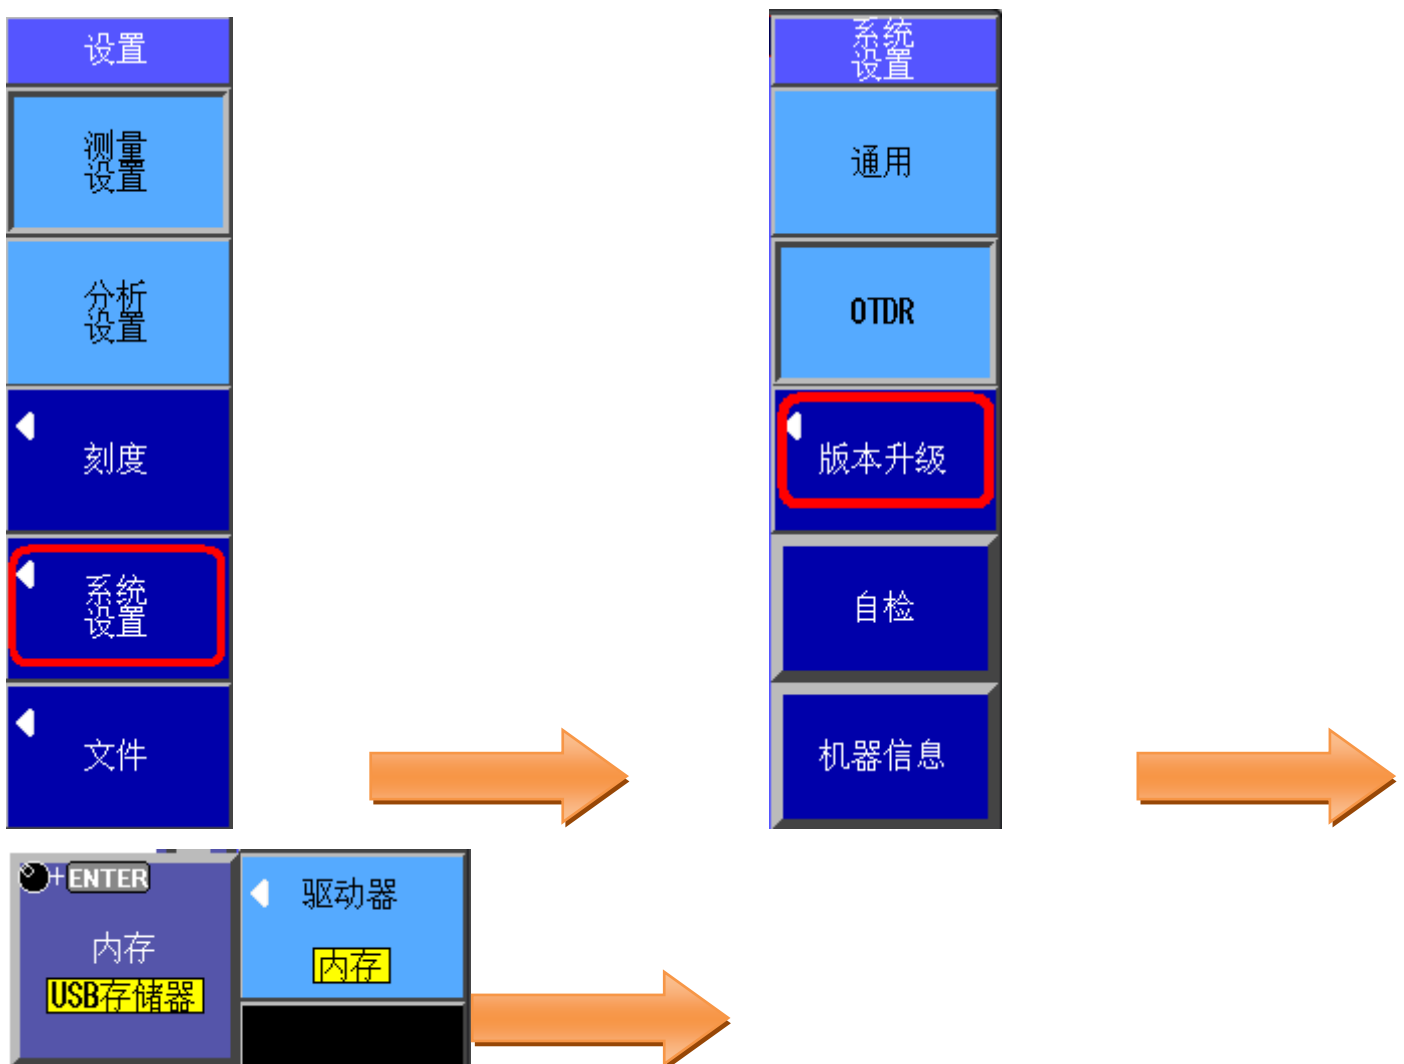 设置
测量
设置
分析
设置
刻度
系统
设置
文件
系统
设置
通用
OTDR
版本升级
自检
机器信息
+ENTER
内存
USB存储器
驱动器
内存